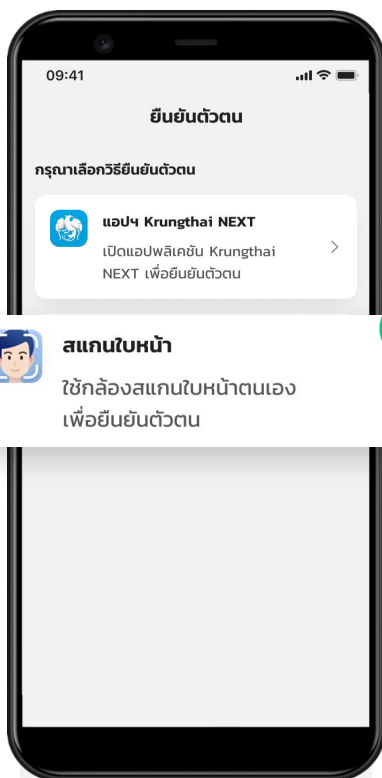 09:41
ยืนยันตัวตน
กรุณาเลือกวิธียืนยันตัวตน
แอปฯ Krungthai NEXT
เปิดแอปพลิเคชัน Krungthai
NEXT เพื่อยืนยันตัวตน
สแกนใบหน้า
ใช้กล้องสแกนใบหน้าตนเอง
เพื่อยืนยันตัวตน